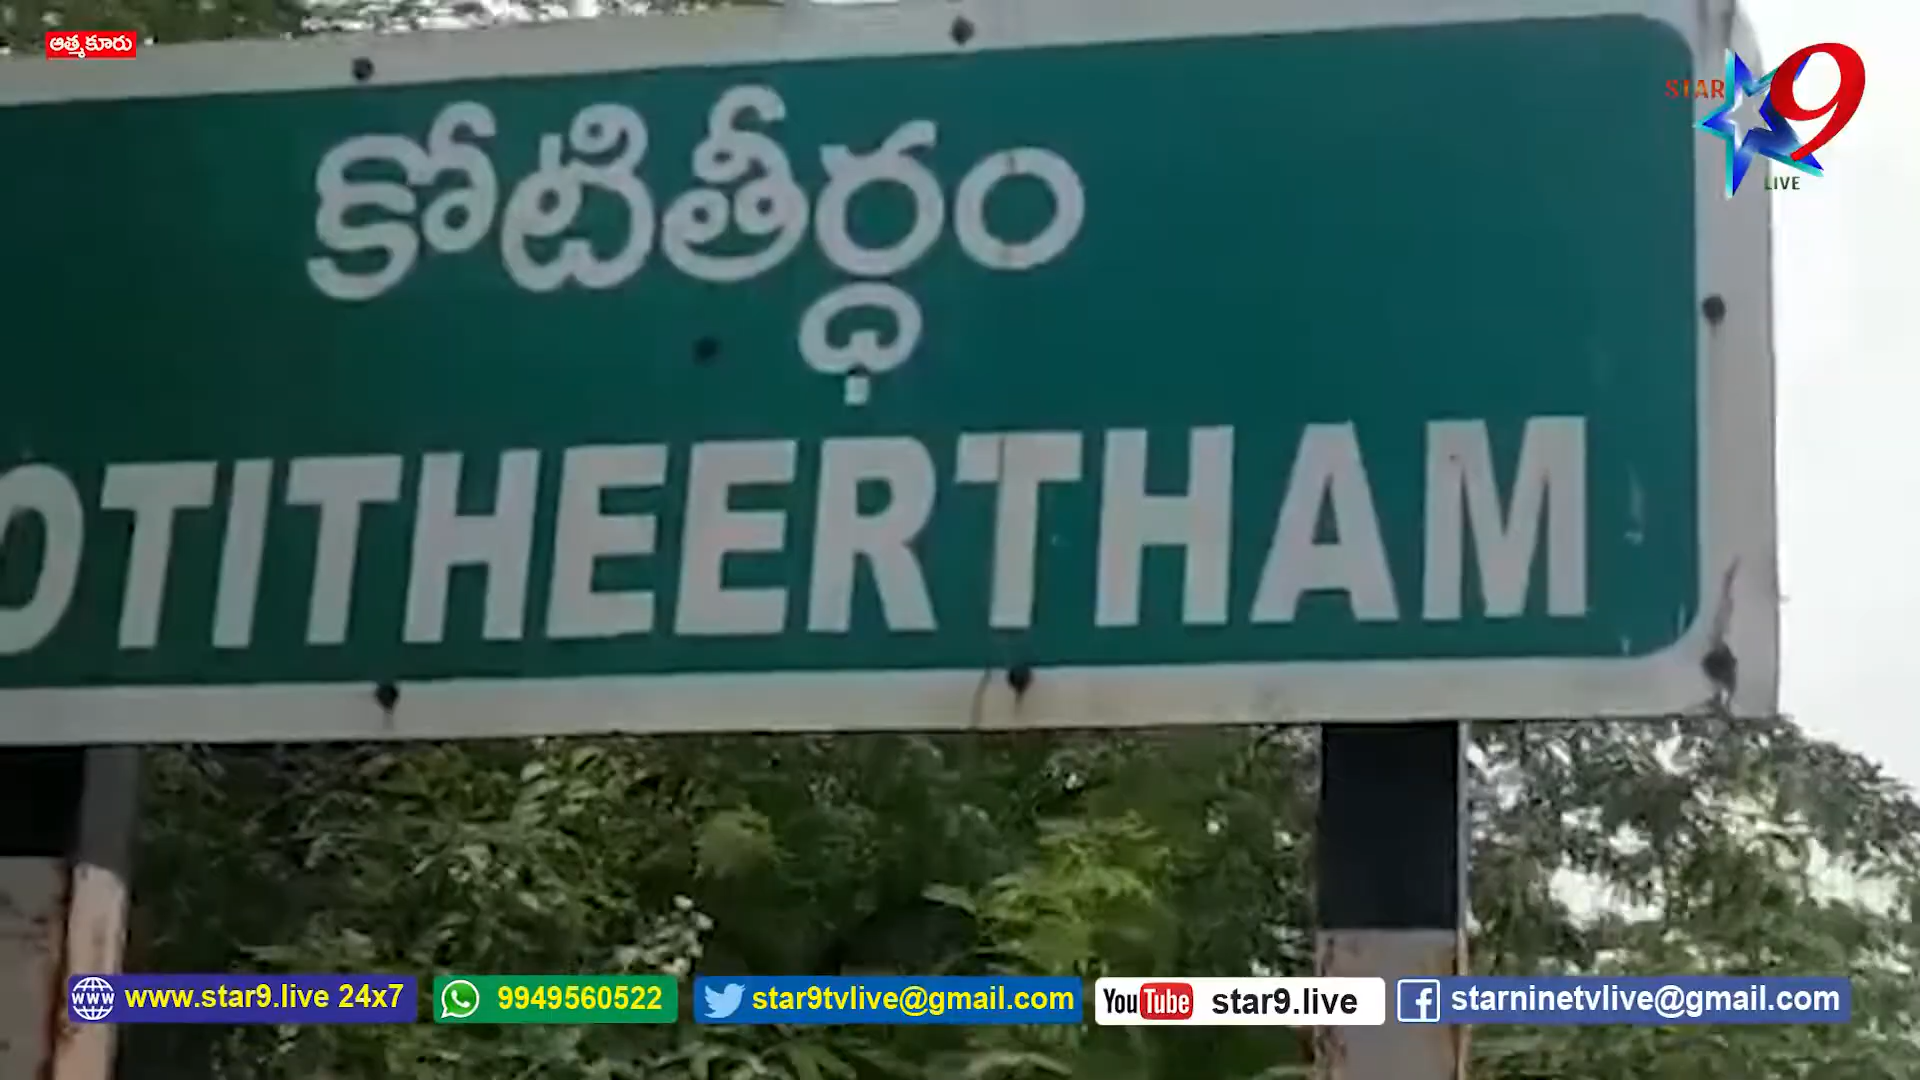 ఆత్మకూరు
STAR 9
LIVE
కోటితీర్థం
OTITHEERTHAM
www.star9.live 24x7
9949560522
star9tvlive@gmail.com
YouTube star9.live
starninetvlive@gmail.com